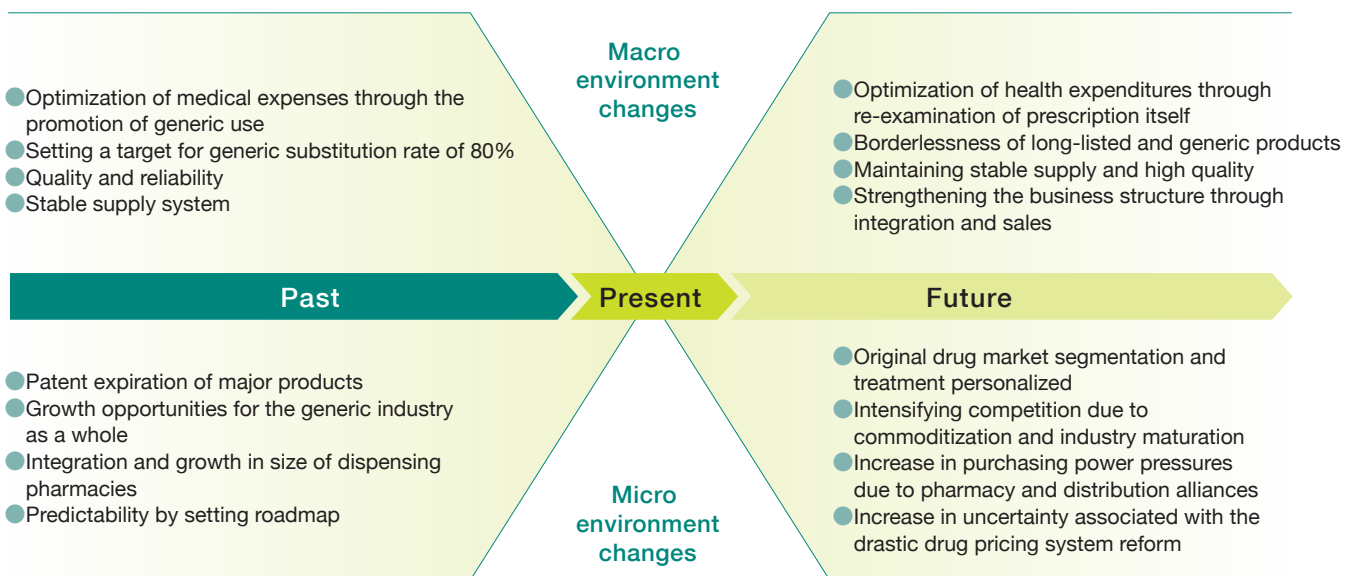 Macro
environment
changes
●Optimization of medical expenses through the
promotion of generic use
●Setting a target for generic substitution rate of 80%
●Quality and reliability
●Stable supply system
●Optimization of health expenditures through
re-examination of prescription itself
●Borderlessness of long-listed and generic products
●Maintaining stable supply and high quality
●Strengthening the business structure through
integration and sales
Past
Present
Future
●Patent expiration of major products
●Growth opportunities for the generic industry
as a whole
●Integration and growth in size of dispensing
pharmacies
●Predictability by setting roadmap
●Original drug market segmentation and
treatment personalized
●Intensifying competition due to
commoditization and industry maturation
●Increase in purchasing power pressures
due to pharmacy and distribution alliances
●Increase in uncertainty associated with the
drastic drug pricing system reform
Micro
environment
changes